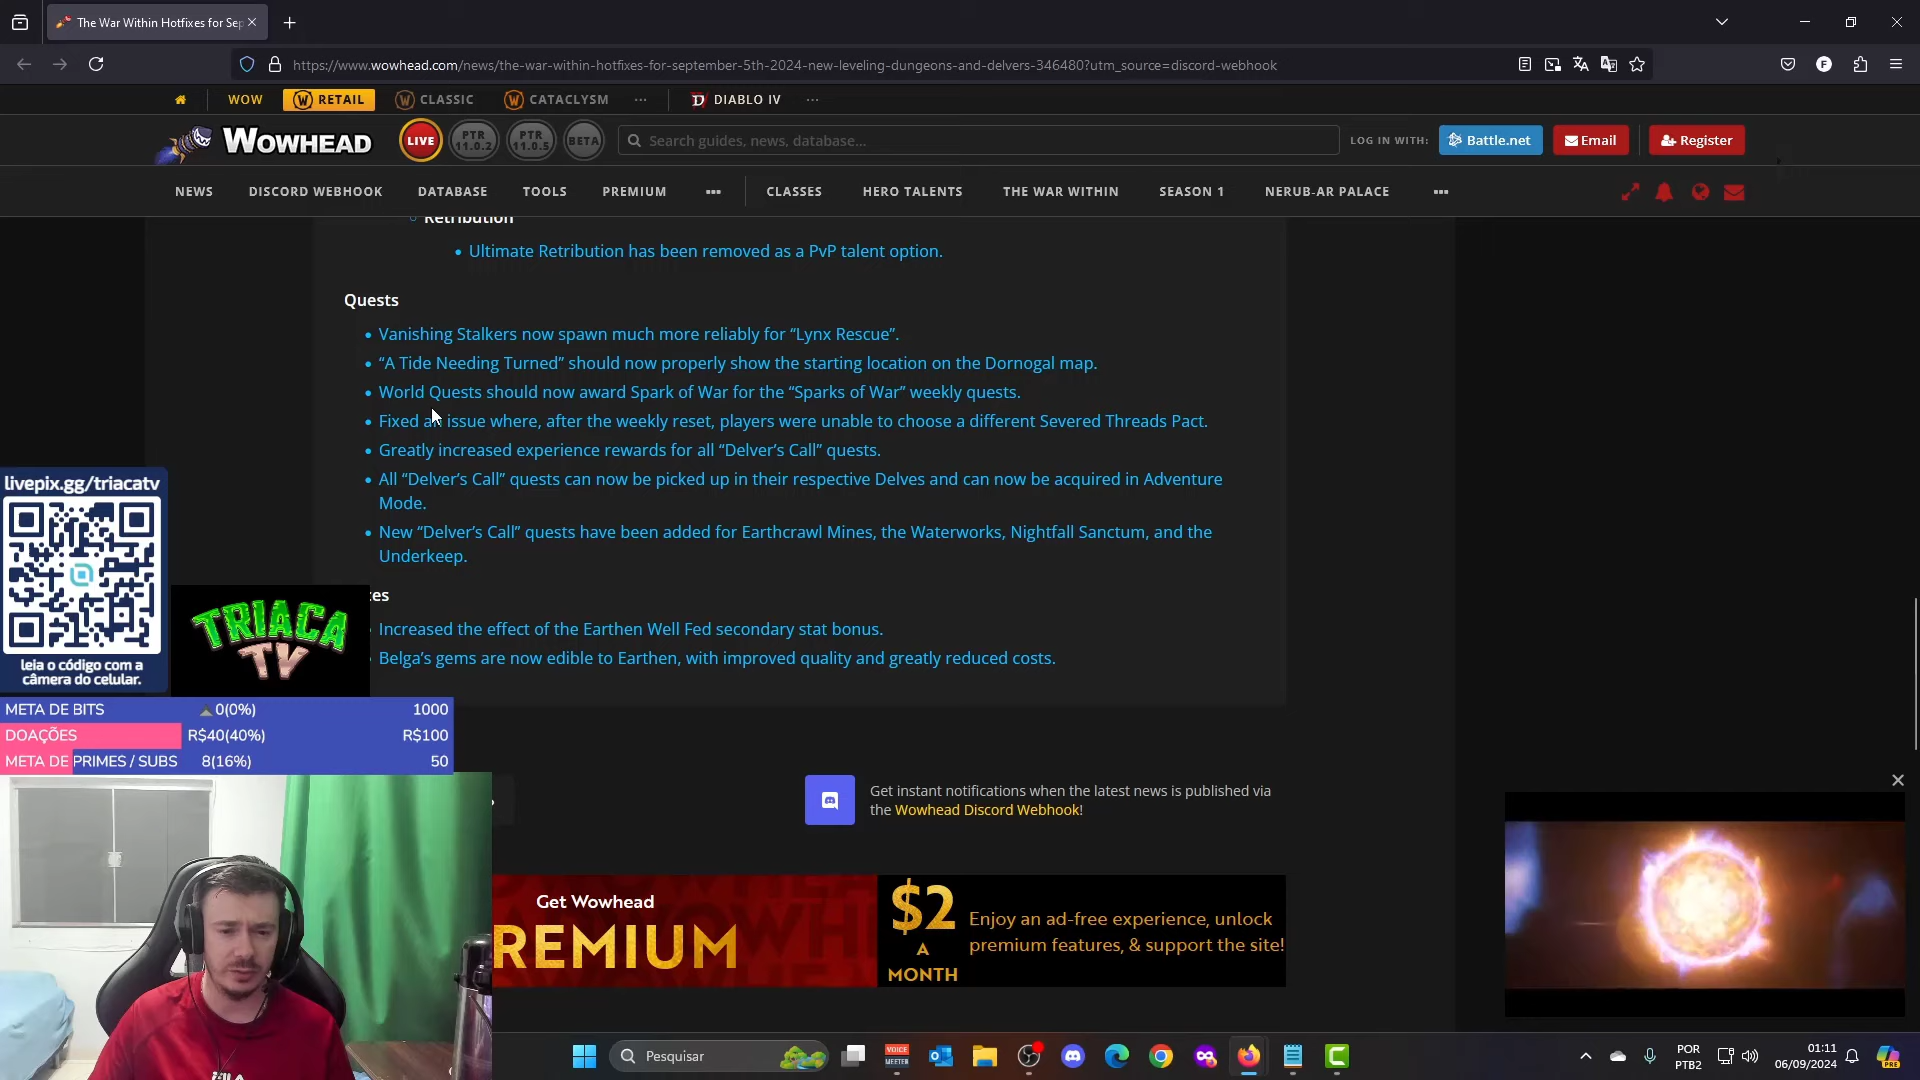 The War Within Hotfixes for Sep
https://www.wowhead.com/news/the-war-within-hotfixes-for-september-5th-2024-new-leveling-dungeons-and-delvers-346480?utm_source=discord-webhook
WOW
RETAIL
CLASSIC
CATACLYSM
DIABLO IV
WOWHEAD
LIVE
PTR
11.0.2
PTR
11.0.5
BETA
Search guides, news, database...
LOG IN WITH:
Battle.net
Email
Register
NEWS
DISCORD WEBHOOK
DATABASE
TOOLS
PREMIUM
CLASSES
HERO TALENTS
THE WAR WITHIN
SEASON 1
NERUB-AR PALACE
Retribution
Ultimate Retribution has been removed as a PvP talent option.
Quests
Vanishing Stalkers now spawn much more reliably for “Lynx Rescue”.
“A Tide Needing Turned” should now properly show the starting location on the Dornogal map.
World Quests should now award Spark of War for the “Sparks of War” weekly quests.
Fixed an issue where, after the weekly reset, players were unable to choose a different Severed Threads Pact.
Greatly increased experience rewards for all “Delver’s Call” quests.
All “Delver’s Call” quests can now be picked up in their respective Delves and can now be acquired in Adventure
Mode.
New “Delver’s Call” quests have been added for Earthcrawl Mines, the Waterworks, Nightfall Sanctum, and the
Underkeep.
ces
Increased the effect of the Earthen Well Fed secondary stat bonus.
Belga’s gems are now edible to Earthen, with improved quality and greatly reduced costs.
livepix.gg/triacatv
leia o código com a
câmera do celular.
TRIACA
TV
META DE BITS 0(0%) 1000
DOAÇÕES R$40(40%) R$100
META DE PRIMES / SUBS 8(16%) 50
Get instant notifications when the latest news is published via
the Wowhead Discord Webhook!
Get Wowhead
REMIUM
$2
A
MONTH
Enjoy an ad-free experience, unlock
premium features, & support the site!
Pesquisar
VOICE
MEETER
POR
PTB2
01:11
06/09/2024